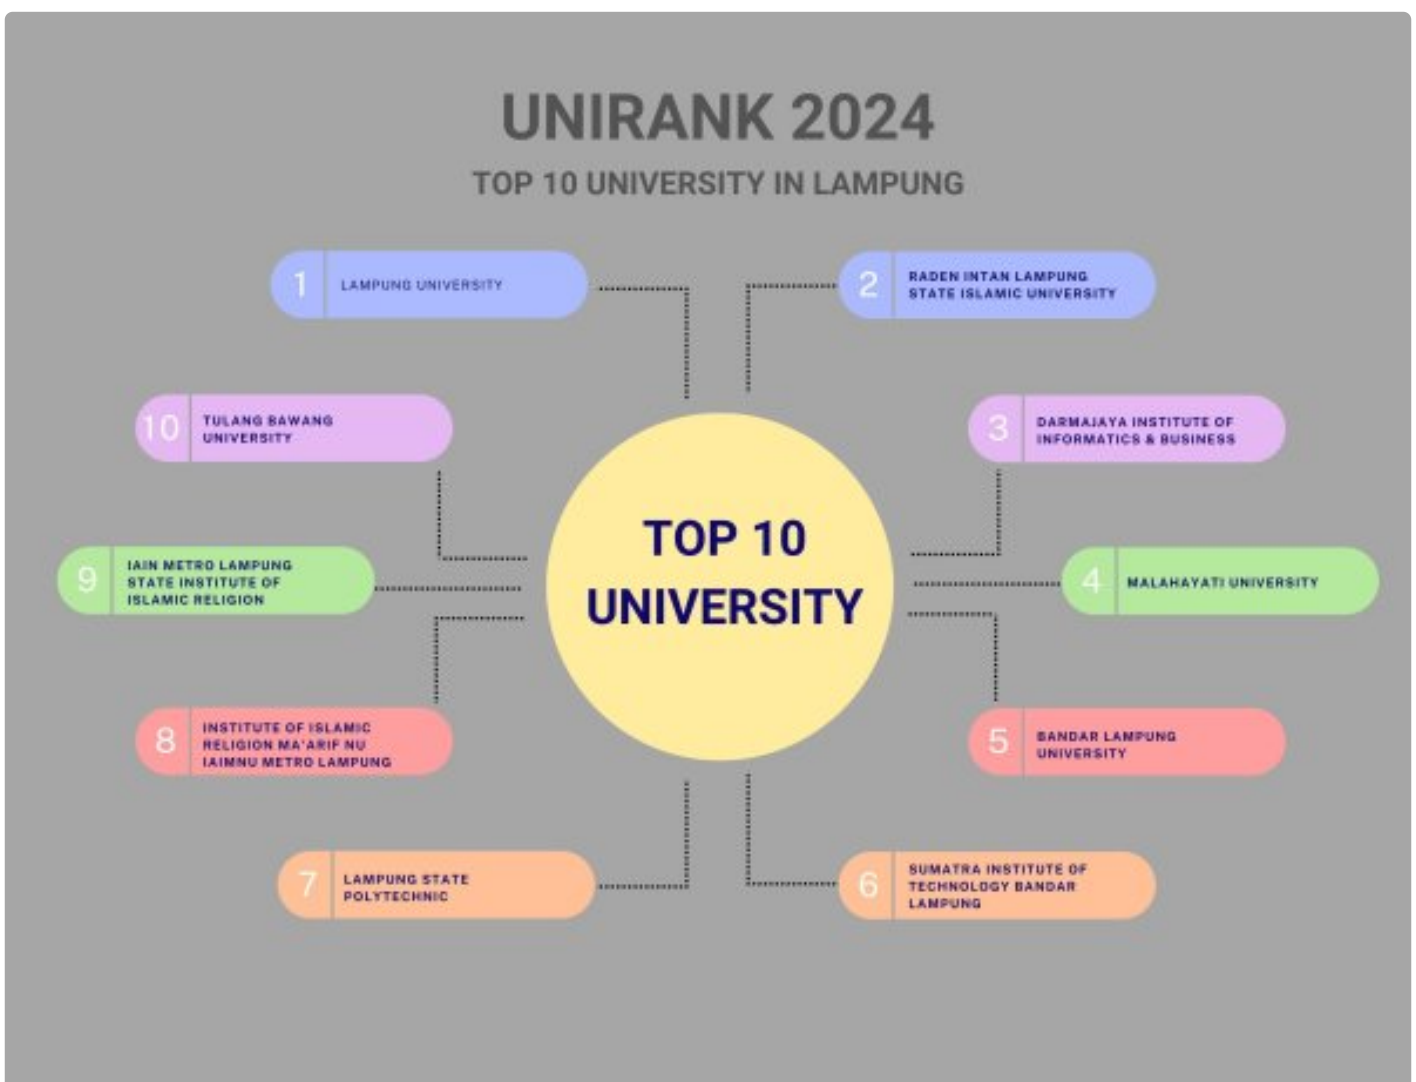 UNIRANK 2024
TOP 10 UNIVERSITY IN LAMPUNG
1
LAMPUNG UNIVERSITY
2
RADEN INTAN LAMPUNG
STATE ISLAMIC UNIVERSITY
3
DARMAJAYA INSTITUTE OF
INFORMATICS & BUSINESS
4
MALAHAYATI UNIVERSITY
5
BANDAR LAMPUNG
UNIVERSITY
6
SUMATRA INSTITUTE OF
TECHNOLOGY BANDAR
LAMPUNG
7
LAMPUNG STATE
POLYTECHNIC
8
INSTITUTE OF ISLAMIC
RELIGION MA'ARIF NU
IAIMNU METRO LAMPUNG
9
IAIN METRO LAMPUNG
STATE INSTITUTE OF
ISLAMIC RELIGION
10
TULANG BAWANG
UNIVERSITY
TOP 10
UNIVERSITY